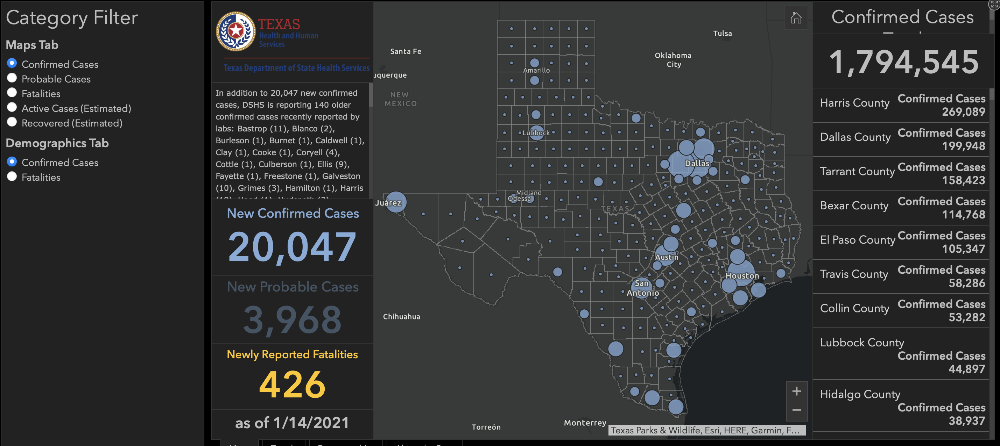 Category Filter
Maps Tab
Confirmed Cases
Probable Cases
Fatalities
Active Cases (Estimated)
Recovered (Estimated)
Demographics Tab
Confirmed Cases
Fatalities
TEXAS
Health and Human
Services
Texas Department of State Health Services
In addition to 20,047 new confirmed
cases, DSHS is reporting 140 older
confirmed cases recently reported by
labs: Bastrop (11), Blanco (2),
Burleson (1), Burnet (1), Caldwell (1),
Clay (1), Cooke (1), Coryell (4),
Cottle (1), Culberson (1), Ellis (9),
Fayette (1), Freestone (1), Galveston
(10), Grimes (3), Hamilton (1), Harris
New Confirmed Cases
20,047
New Probable Cases
3,968
Newly Reported Fatalities
426
as of 1/14/2021
Tulsa
Santa Fe
Oklahoma
City
uquerque
Amarillo
NEW
MEXICO
Lubbock
Dallas
Midland
Odessa
Juárez
TEXAS
Austin
Houston
San
Antonio
Chihuahua
Monterrey
Torreón
+
−
Texas Parks & Wildlife, Esri, HERE, Garmin, F...
Confirmed Cases
1,794,545
Harris County
Confirmed Cases
269,089
Dallas County
Confirmed Cases
199,948
Tarrant County
Confirmed Cases
158,423
Bexar County
Confirmed Cases
114,768
El Paso County
Confirmed Cases
105,347
Travis County
Confirmed Cases
58,286
Collin County
Confirmed Cases
53,282
Lubbock County
Confirmed Cases
44,897
Hidalgo County
Confirmed Cases
38,937